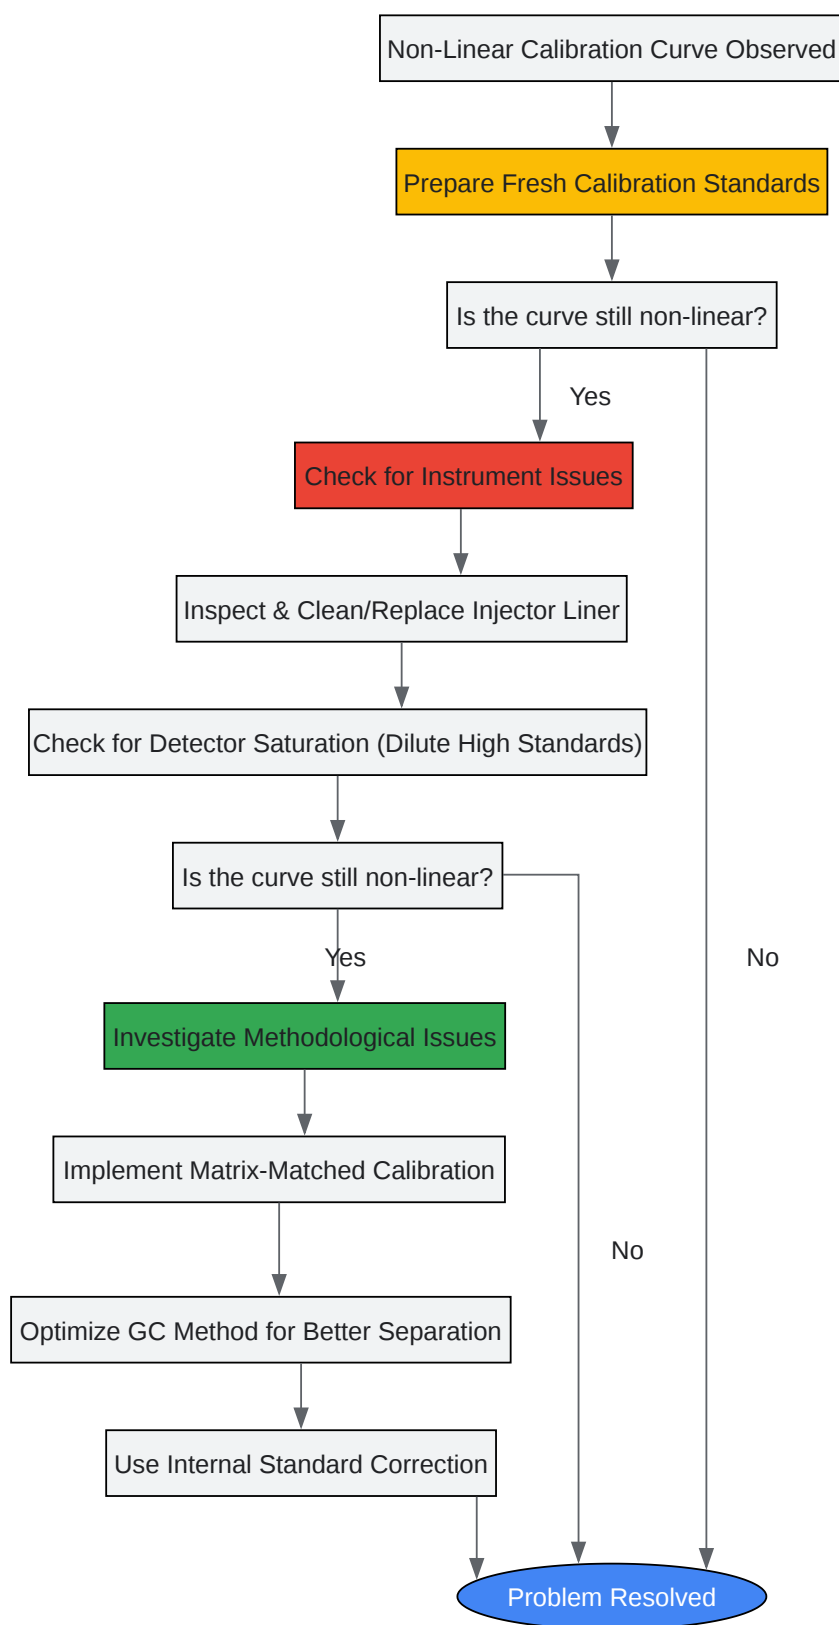 Non-Linear Calibration Curve Observed
Prepare Fresh Calibration Standards
Is the curve still non-linear?
Yes
Check for Instrument Issues
Inspect & Clean/Replace Injector Liner
Check for Detector Saturation (Dilute High Standards)
Is the curve still non-linear?
Yes
No
Investigate Methodological Issues
Implement Matrix-Matched Calibration
No
Optimize GC Method for Better Separation
Use Internal Standard Correction
Problem Resolved